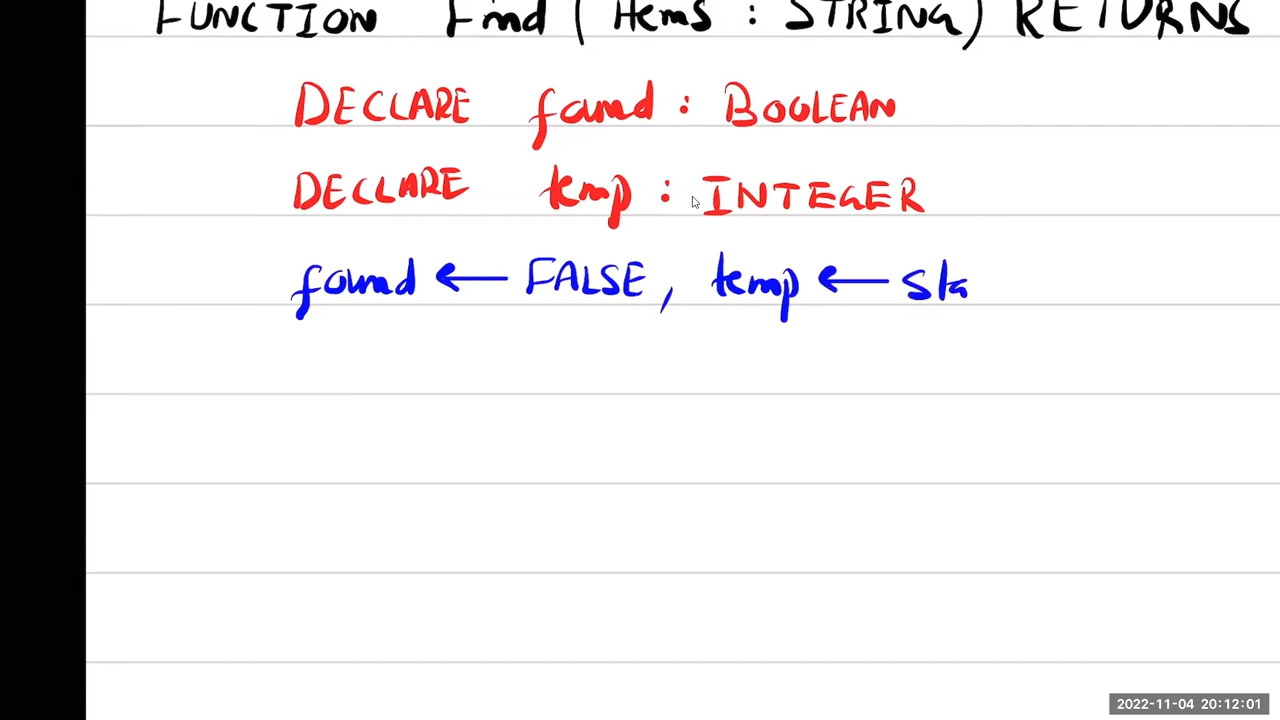 FUNCTION Find ( Items : STRING ) RETURNS
DECLARE found : BOOLEAN
DECLARE temp : INTEGER
found ← FALSE, temp ← sta
2022-11-04 20:12:01